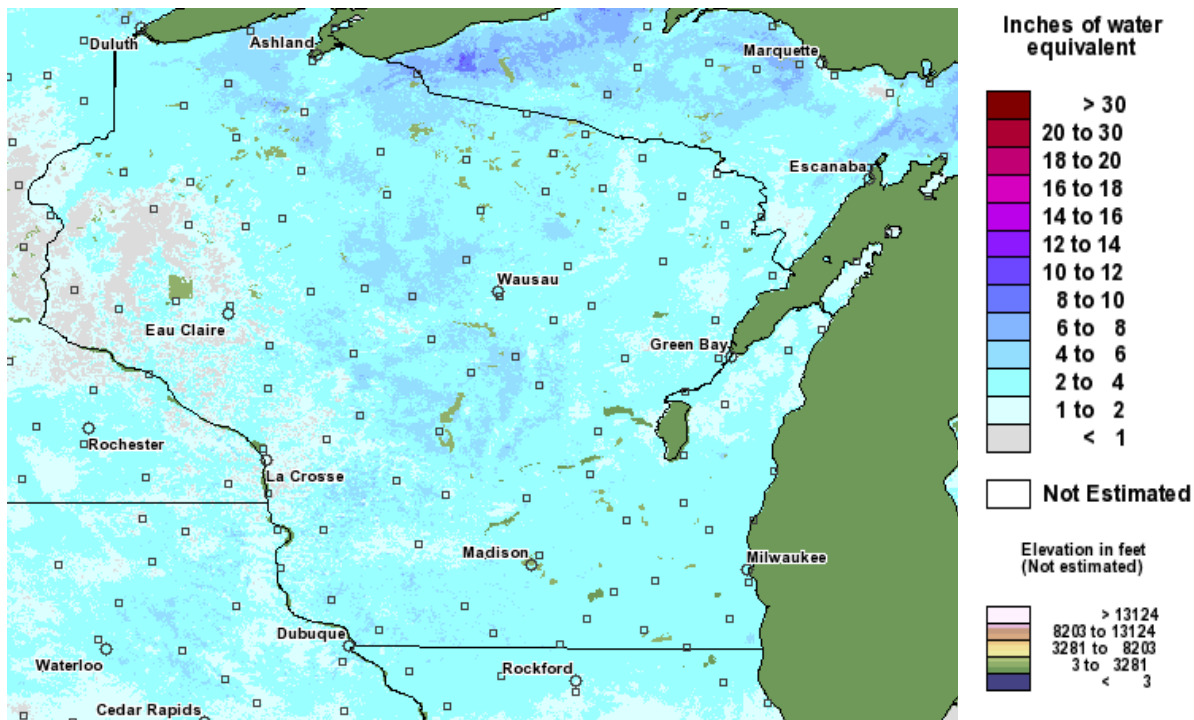 Duluth
Ashland
Marquette
Escanaba
Wausau
Eau Claire
Green Bay
Rochester
La Crosse
Madison
Milwaukee
Dubuque
Waterloo
Rockford
Cedar Rapids
Inches of water
equivalent
> 30
20 to 30
18 to 20
16 to 18
14 to 16
12 to 14
10 to 12
8 to 10
6 to 8
4 to 6
2 to 4
1 to 2
< 1
Not Estimated
Elevation in feet
(Not estimated)
> 13124
8203 to 13124
3281 to 8203
3 to 3281
< 3